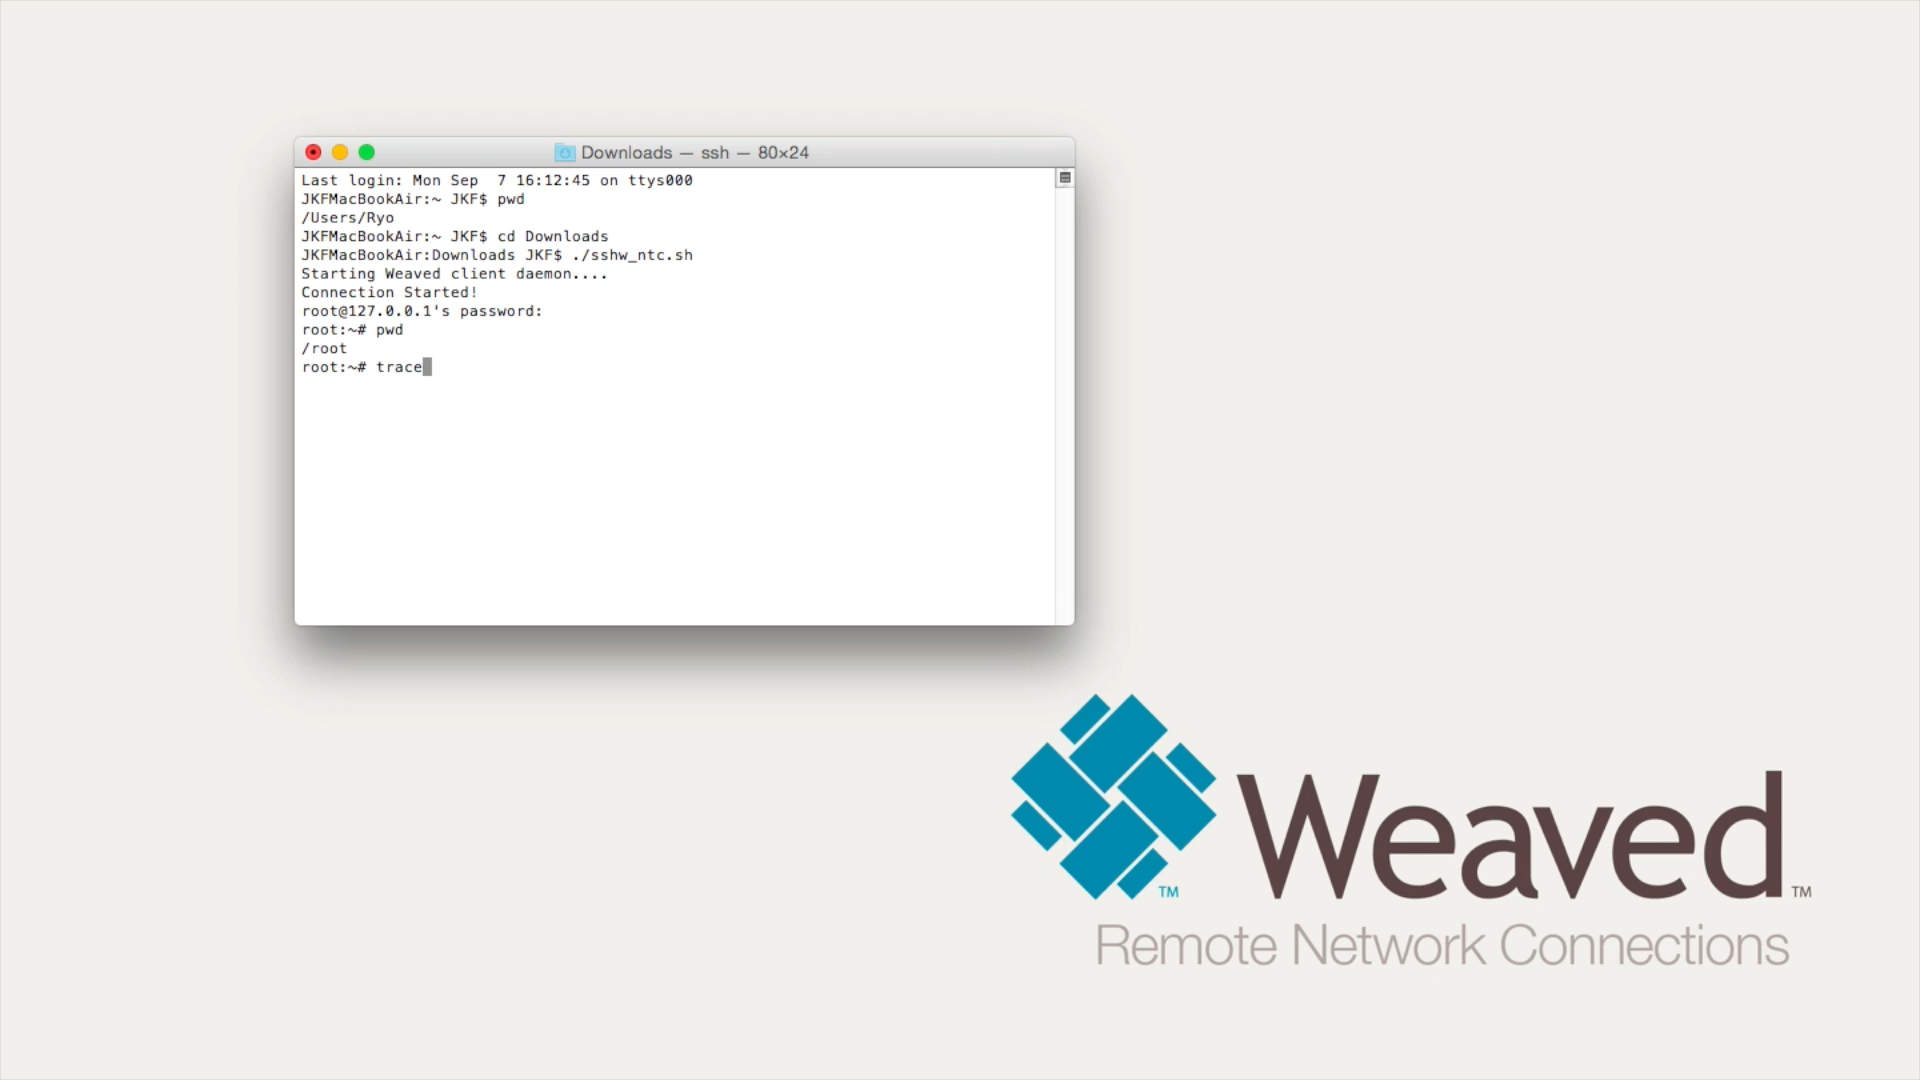 Downloads — ssh — 80×24
Last login: Mon Sep  7 16:12:45 on ttys000
JKFMacBookAir:~ JKF$ pwd
/Users/Ryo
JKFMacBookAir:~ JKF$ cd Downloads
JKFMacBookAir:Downloads JKF$ ./sshw_ntc.sh
Starting Weaved client daemon....
Connection Started!
root@127.0.0.1's password:
root:~# pwd
/root
root:~# trace
TM Weaved TM
Remote Network Connections